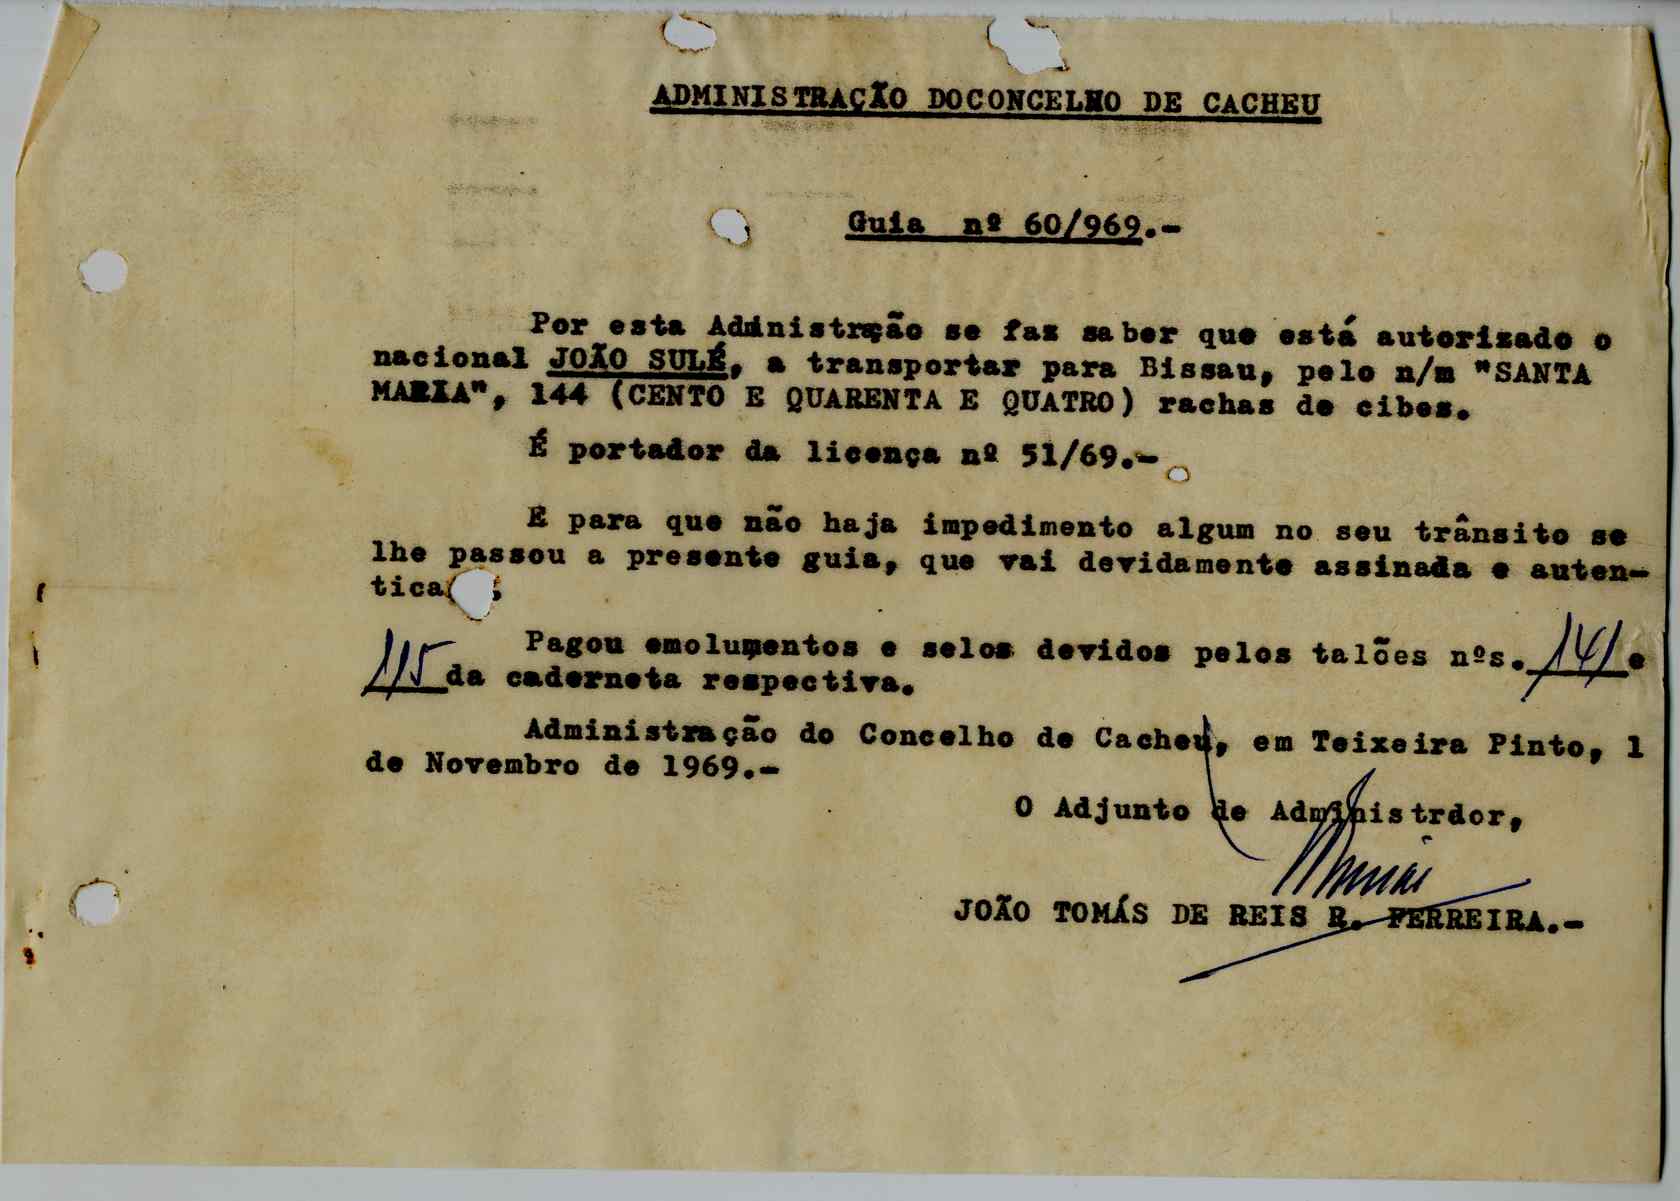 ADMINISTRAÇÃO DOCONCELHO DE CACHEU
Guia nº 60/969.-
Por esta Administração se faz saber que está autorizado o
nacional JOÃO SULÉ, a transportar para Bissau, pelo n/m "SANTA
MARIA", 144 (CENTO E QUARENTA E QUATRO) rachas de cibes.
É portador da licença nº 51/69.-
E para que não haja impedimento algum no seu trânsito se
lhe passou a presente guia, que vai devidamente assinada e auten-
tica
Pagou emolumentos e selos devidos pelos talões nºs. 141 e
115 da caderneta respectiva.
Administração do Concelho de Cacheu, em Teixeira Pinto, 1
de Novembro de 1969.-
O Adjunto de Administrdor,
JOÃO TOMÁS DE REIS R. FERREIRA.-